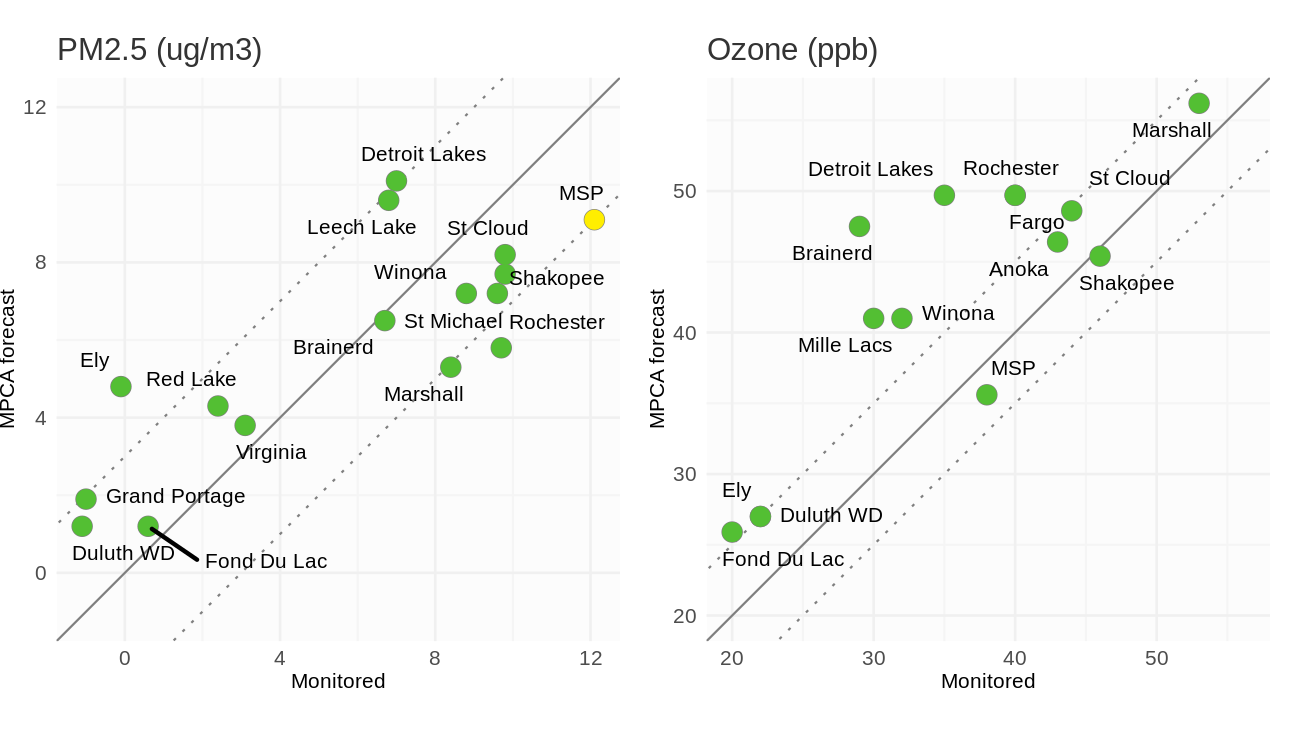 PM2.5 (ug/m3)
12
8
4
0
MPCA forecast
Detroit Lakes
MSP
Leech Lake
St Cloud
Winona
Shakopee
St Michael
Rochester
Brainerd
Ely
Red Lake
Marshall
Virginia
Grand Portage
Duluth WD
Fond Du Lac
0
4
8
12
Monitored
Ozone (ppb)
50
40
30
20
MPCA forecast
Marshall
Detroit Lakes
Rochester
St Cloud
Fargo
Brainerd
Anoka
Shakopee
Winona
Mille Lacs
MSP
Ely
Duluth WD
Fond Du Lac
20
30
40
50
Monitored